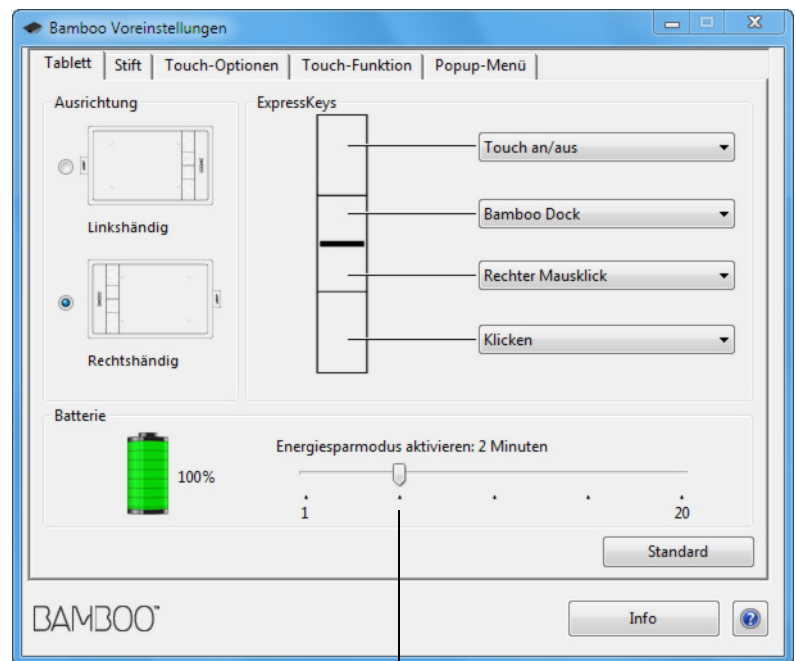 Bamboo Voreinstellungen
Tablett Stift Touch-Optionen Touch-Funktion Popup-Menü
Ausrichtung
Linkshändig
Rechtshändig
ExpressKeys
Touch an/aus
Bamboo Dock
Rechter Mausklick
Klicken
Batterie
100%
Energiesparmodus aktivieren: 2 Minuten
1 20
Standard
BAMBOO™
Info
?